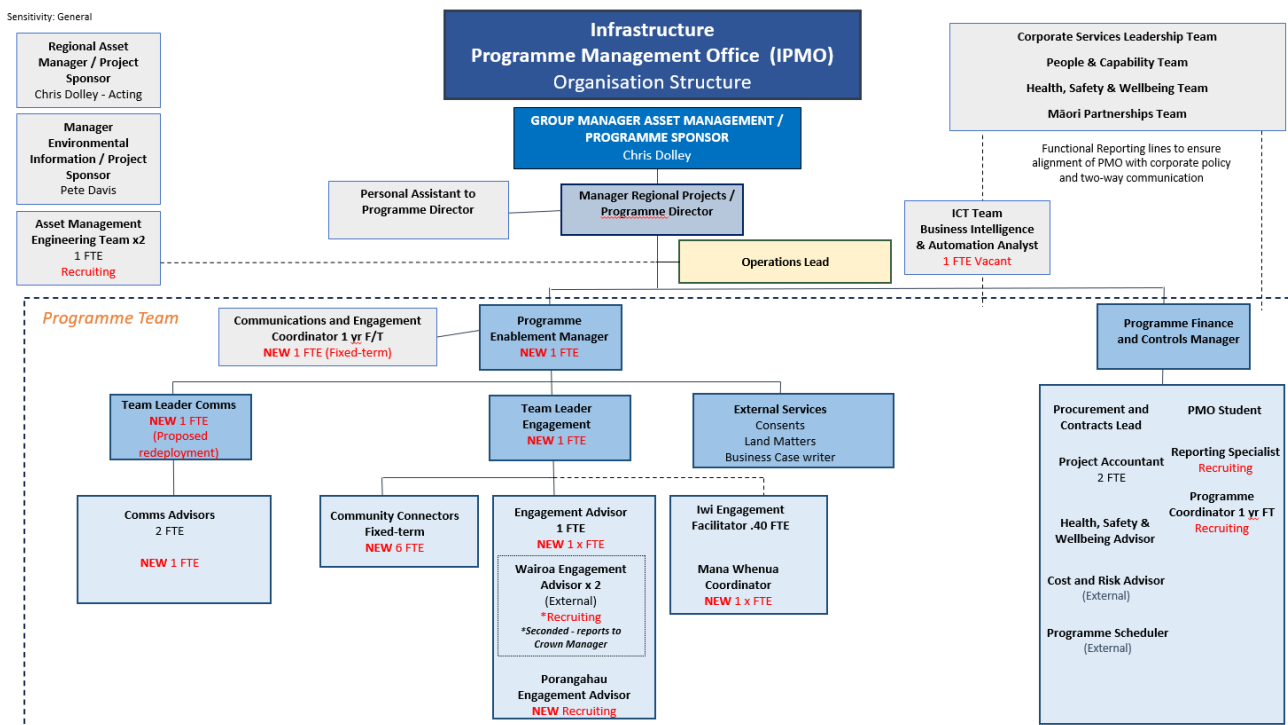 Sensitivity: General
Infrastructure
Programme Management Office (IPMO)
Organisation Structure
Regional Asset
Manager / Project
Sponsor
Chris Dolley - Acting
Manager
Environmental
Information / Project
Sponsor
Pete Davis
Asset Management
Engineering Team x2
1 FTE
Recruiting
GROUP MANAGER ASSET MANAGEMENT /
PROGRAMME SPONSOR
Chris Dolley
Personal Assistant to
Programme Director
Manager Regional Projects /
Programme Director
Operations Lead
Corporate Services Leadership Team
People & Capability Team
Health, Safety & Wellbeing Team
Māori Partnerships Team
Functional Reporting lines to ensure
alignment of PMO with corporate policy
and two-way communication
ICT Team
Business Intelligence
& Automation Analyst
1 FTE Vacant
Programme Team
Communications and Engagement
Coordinator 1 yr F/T
NEW 1 FTE (Fixed-term)
Programme
Enablement Manager
NEW 1 FTE
Programme Finance
and Controls Manager
Team Leader Comms
NEW 1 FTE
(Proposed
redeployment)
Team Leader
Engagement
NEW 1 FTE
External Services
Consents
Land Matters
Business Case writer
Comms Advisors
2 FTE
NEW 1 FTE
Community Connectors
Fixed-term
NEW 6 FTE
Engagement Advisor
1 FTE
NEW 1 x FTE
Wairoa Engagement
Advisor x 2
(External)
*Recruiting
*Seconded - reports to
Crown Manager
Porangahau
Engagement Advisor
NEW Recruiting
Iwi Engagement
Facilitator .40 FTE
Mana Whenua
Coordinator
NEW 1 x FTE
Procurement and
Contracts Lead
Project Accountant
2 FTE
Health, Safety &
Wellbeing Advisor
Cost and Risk Advisor
(External)
Programme Scheduler
(External)
PMO Student
Reporting Specialist
Recruiting
Programme
Coordinator 1 yr FT
Recruiting